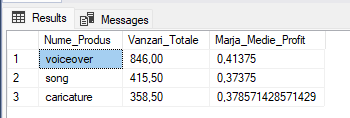 Results Messages
Nume_Produs Vanzari_Totale Marja_Medie_Profit
1 voiceover 846,00 0,41375
2 song 415,50 0,37375
3 caricature 358,50 0,378571428571429